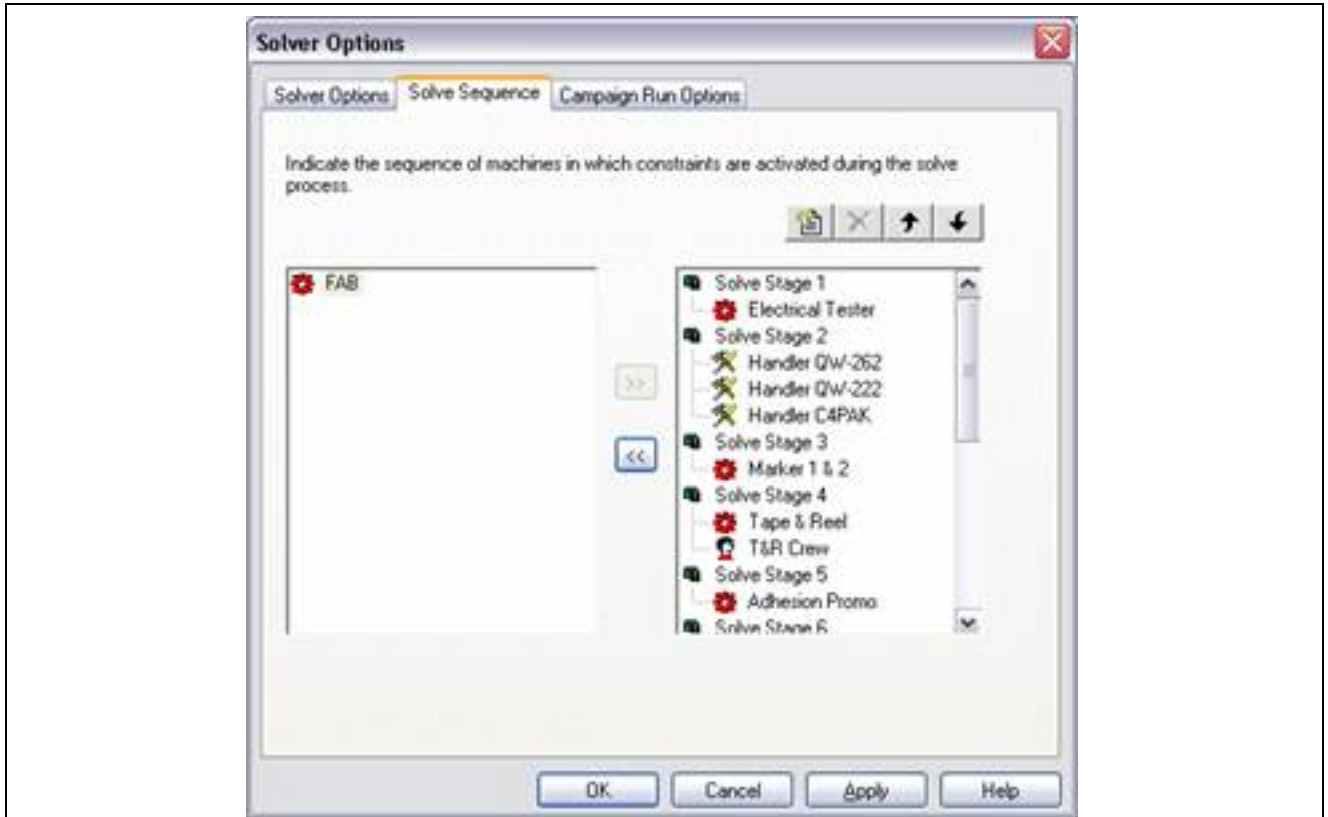 Solver Options
Solver Options Solve Sequence Campaign Run Options
Indicate the sequence of machines in which constraints are activated during the solve
process.
FAB
>>
<<
Solve Stage 1
Electrical Tester
Solve Stage 2
Handler QW-262
Handler QW-222
Handler C4PAK
Solve Stage 3
Marker 1 & 2
Solve Stage 4
Tape & Reel
T&R Crew
Solve Stage 5
Adhesion Promo
Solve Stage 6
OK Cancel Apply Help